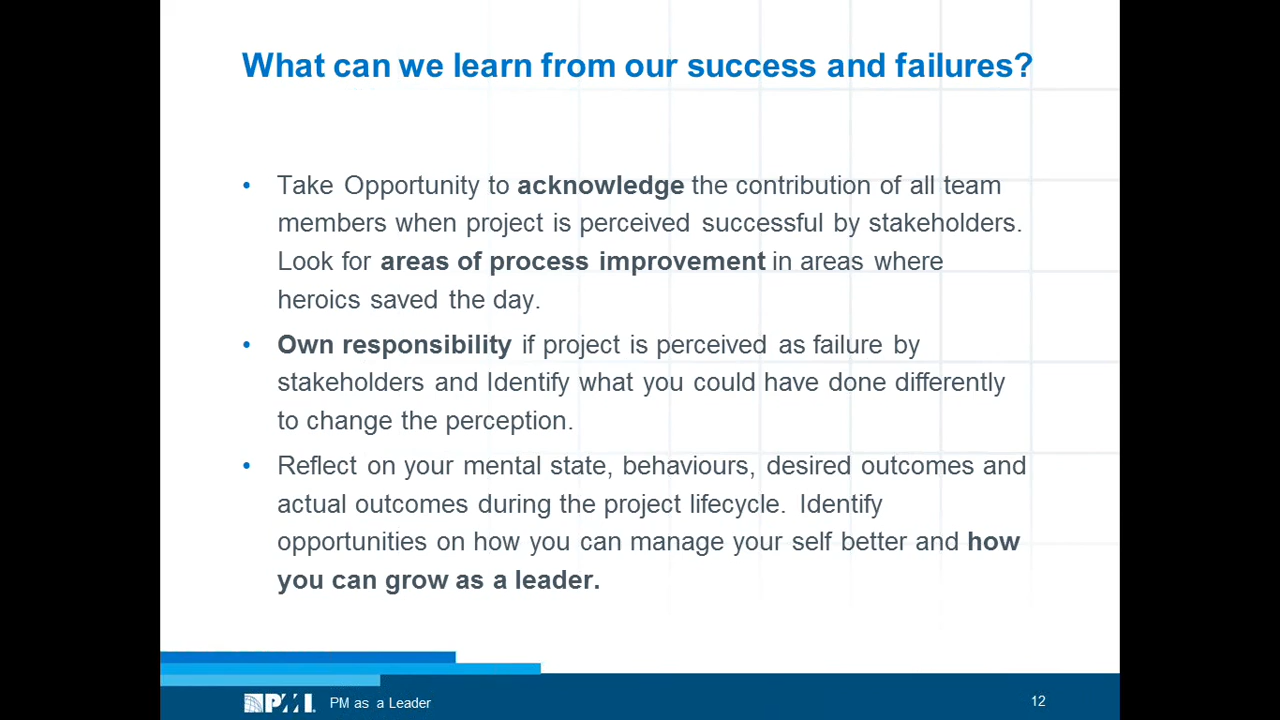 What can we learn from our success and failures?
• Take Opportunity to acknowledge the contribution of all team
members when project is perceived successful by stakeholders.
Look for areas of process improvement in areas where
heroics saved the day.
• Own responsibility if project is perceived as failure by
stakeholders and Identify what you could have done differently
to change the perception.
• Reflect on your mental state, behaviours, desired outcomes and
actual outcomes during the project lifecycle. Identify
opportunities on how you can manage your self better and how
you can grow as a leader.
PMI. PM as a Leader
12